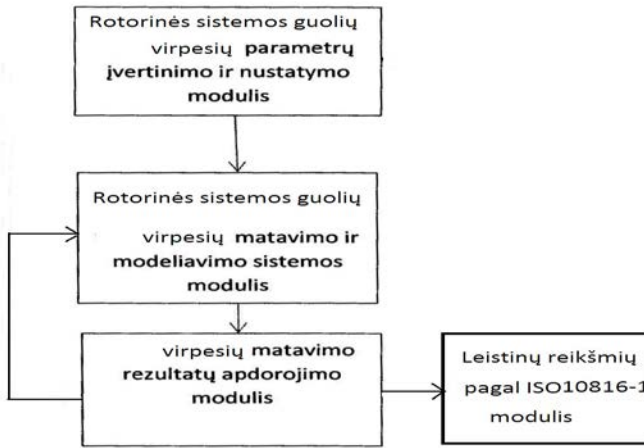 Rotorinės sistemos guolių
virpesių parametrų
įvertinimo ir nustatymo
modulis
Rotorinės sistemos guolių
virpesių matavimo ir
modeliavimo sistemos
modulis
virpesių matavimo
rezultatų apdorojimo
modulis
Leistinų reikšmių
pagal ISO10816-1
modulis